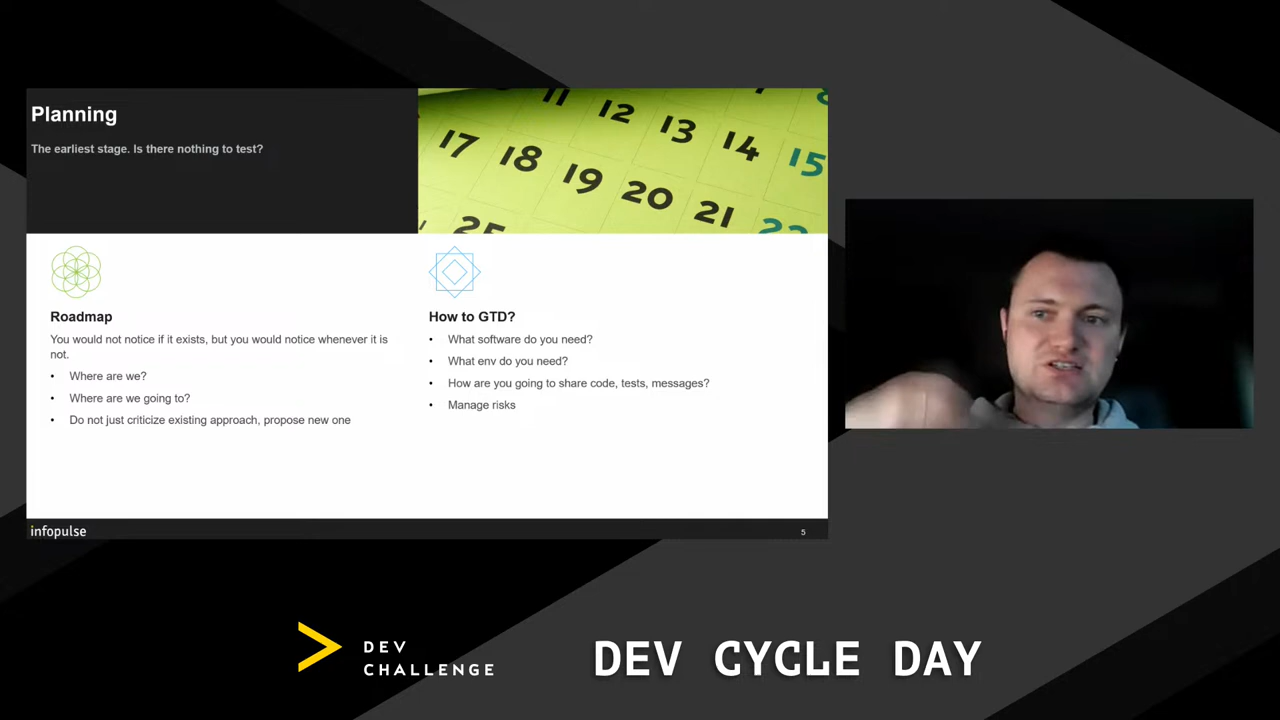 Planning
The earliest stage. Is there nothing to test?
11 12 13 14 15
17 18 19 20 21 22
25
Roadmap
You would not notice if it exists, but you would notice whenever it is
not.
• Where are we?
• Where are we going to?
• Do not just criticize existing approach, propose new one
How to GTD?
• What software do you need?
• What env do you need?
• How are you going to share code, tests, messages?
• Manage risks
infopulse
5
DEV
CHALLENGE
DEV CYCLE DAY